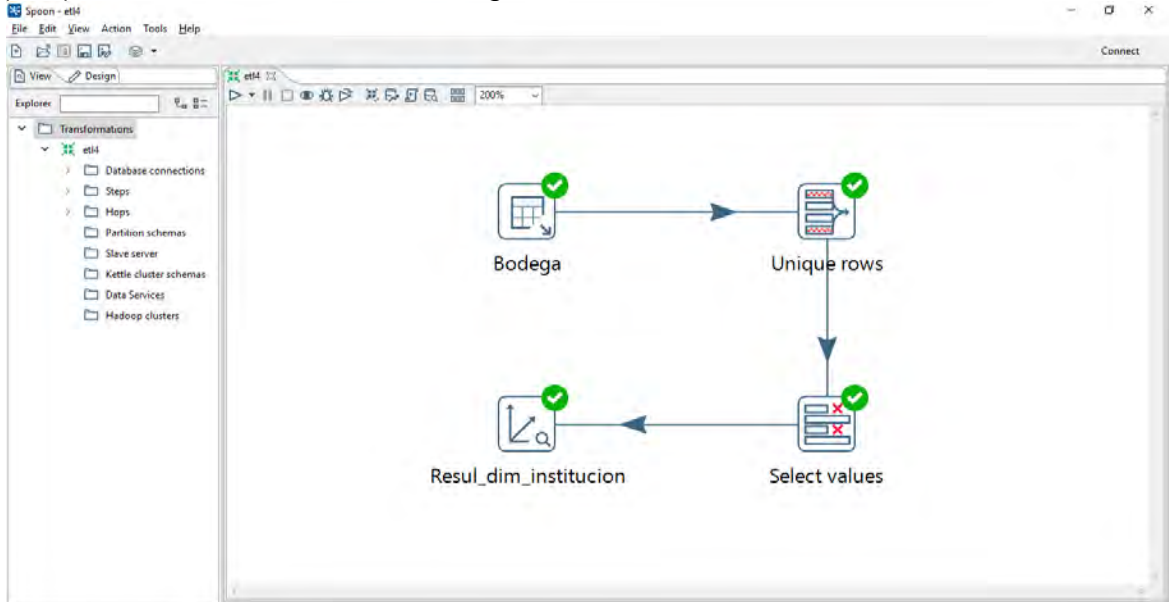 Spoon - etl4
File Edit View Action Tools Help
Connect
View Design
etl4
Explorer
200%
Transformations
etl4
Database connections
Steps
Hops
Partition schemas
Slave server
Kettle cluster schemas
Data Services
Hadoop clusters
Bodega
Unique rows
Resul_dim_institucion
Select values